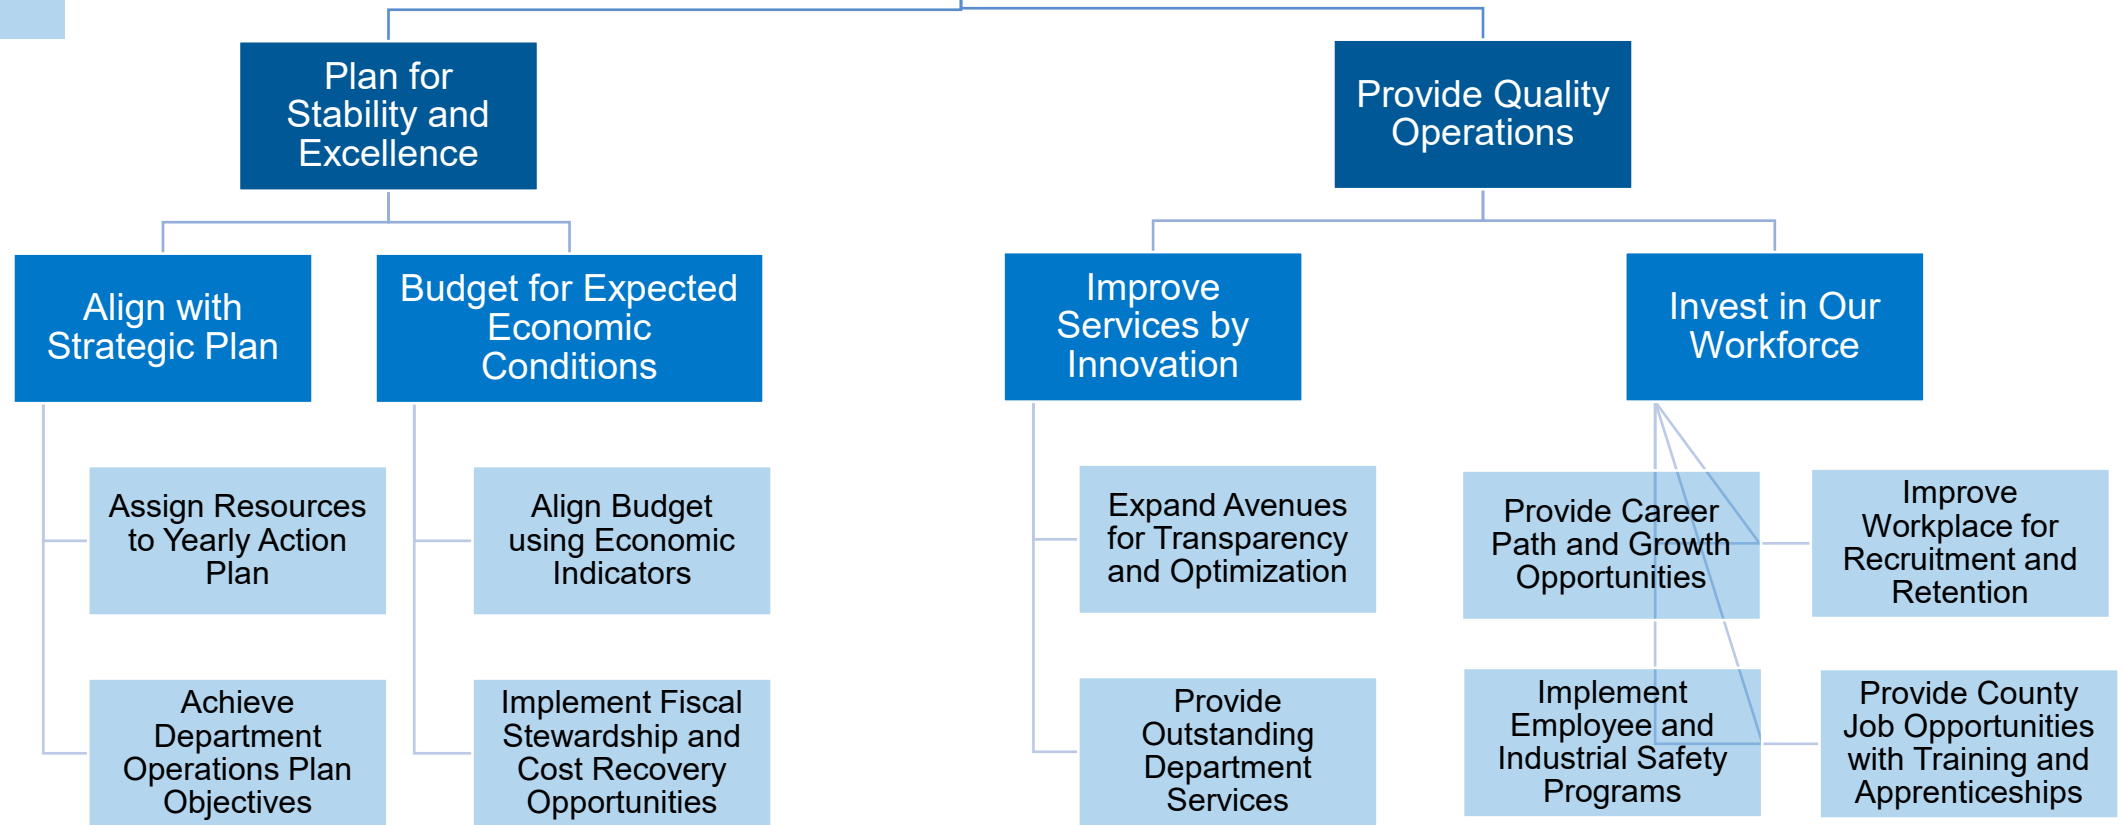 Plan for
Stability and
Excellence
Provide Quality
Operations
Align with
Strategic Plan
Budget for Expected
Economic
Conditions
Improve
Services by
Innovation
Invest in Our
Workforce
Assign Resources
to Yearly Action
Plan
Align Budget
using Economic
Indicators
Expand Avenues
for Transparency
and Optimization
Provide Career
Path and Growth
Opportunities
Improve
Workplace for
Recruitment and
Retention
Achieve
Department
Operations Plan
Objectives
Implement Fiscal
Stewardship and
Cost Recovery
Opportunities
Provide
Outstanding
Department
Services
Implement
Employee and
Industrial Safety
Programs
Provide County
Job Opportunities
with Training and
Apprenticeships